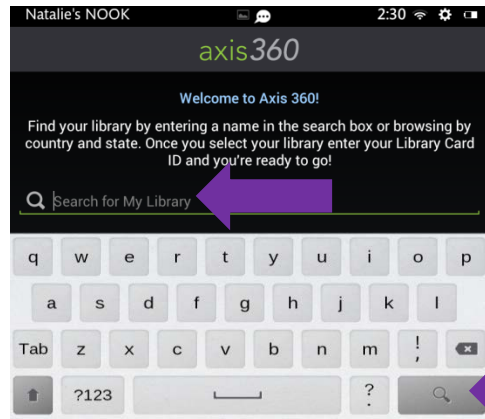 Natalie's NOOK 2:30
axis360
Welcome to Axis 360!
Find your library by entering a name in the search box or browsing by
country and state. Once you select your library enter your Library Card
ID and you're ready to go!
Search for My Library
q w e r t y u i o p
a s d f g h j k l
Tab z x c v b n m ! ,
?123 ? .